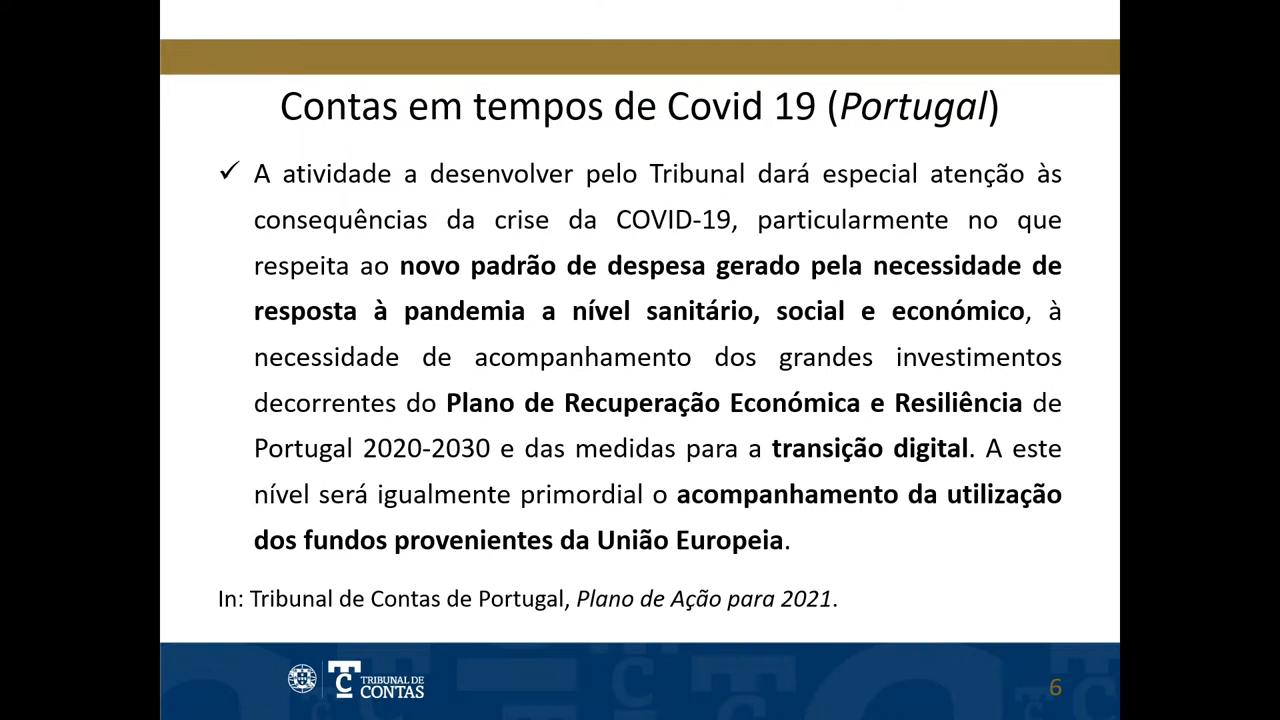 Contas em tempos de Covid 19 (Portugal)
✓ A atividade a desenvolver pelo Tribunal dará especial atenção às
consequências da crise da COVID-19, particularmente no que
respeita ao novo padrão de despesa gerado pela necessidade de
resposta à pandemia a nível sanitário, social e económico, à
necessidade de acompanhamento dos grandes investimentos
decorrentes do Plano de Recuperação Económica e Resiliência de
Portugal 2020-2030 e das medidas para a transição digital. A este
nível será igualmente primordial o acompanhamento da utilização
dos fundos provenientes da União Europeia.
In: Tribunal de Contas de Portugal, Plano de Ação para 2021.
TC
TRIBUNAL DE
CONTAS
6